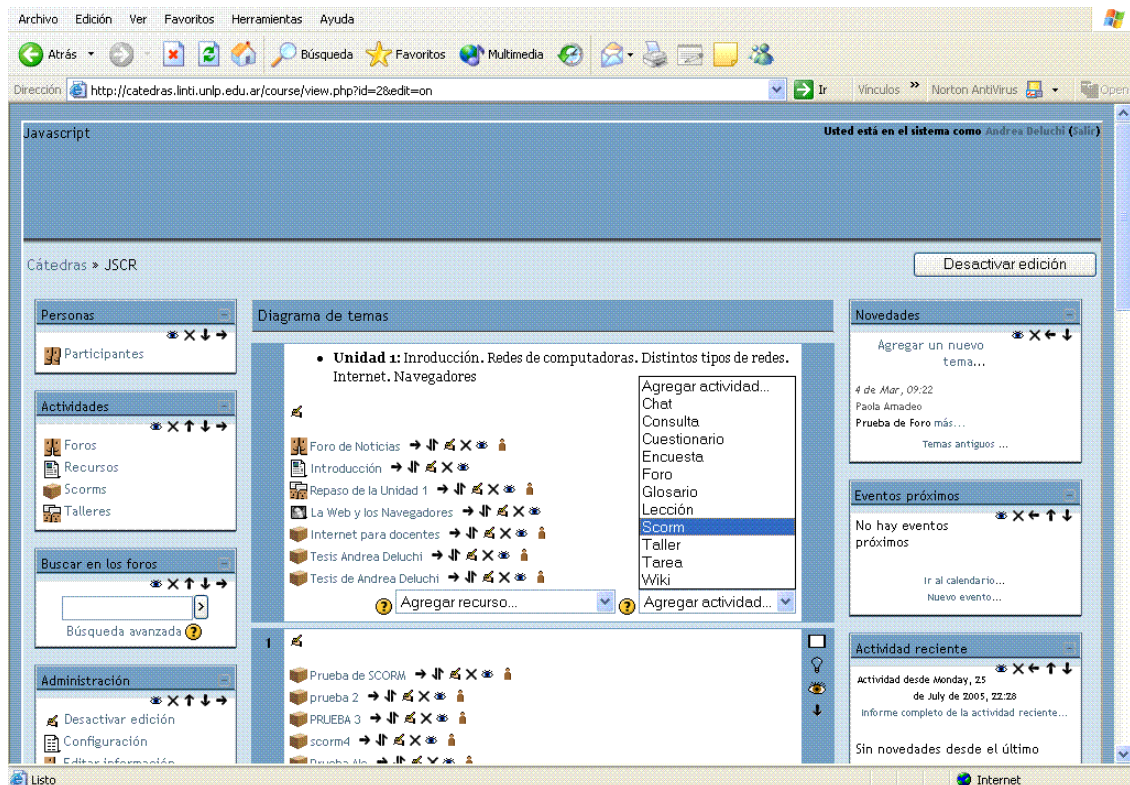 Archivo Edición Ver Favoritos Herramientas Ayuda
Atrás Búsqueda Favoritos Multimedia
Dirección http://catedras.linti.unlp.edu.ar/course/view.php?id=2&edit=on Ir Vínculos » Norton AntiVirus Open
Javascript
Usted está en el sistema como Andrea Deluchi (Salir)
Cátedras » JSCR
Desactivar edición
Personas
Participantes
Actividades
Foros
Recursos
Scorms
Talleres
Buscar en los foros
>
Búsqueda avanzada ?
Administración
Desactivar edición
Configuración
Editar información
Diagrama de temas
• Unidad 1: Inroducción. Redes de computadoras. Distintos tipos de redes.
Internet. Navegadores
Foro de Noticias
Introducción
Repaso de la Unidad 1
La Web y los Navegadores
Internet para docentes
Tesis Andrea Deluchi
Tesis de Andrea Deluchi
? Agregar recurso... ? Agregar actividad...
Agregar actividad...
Chat
Consulta
Cuestionario
Encuesta
Foro
Glosario
Lección
Scorm
Taller
Tarea
Wiki
1
Prueba de SCORM
prueba 2
PRUEBA 3
scorm4
Prueba Ale
Novedades
Agregar un nuevo
tema...
4 de Mar, 09:22
Paola Amadeo
Prueba de Foro más...
Temas antiguos ...
Eventos próximos
No hay eventos
próximos
Ir al calendario...
Nuevo evento...
Actividad reciente
Actividad desde Monday, 25
de July de 2005, 22:28
Informe completo de la actividad reciente...
Sin novedades desde el último
Listo
Internet